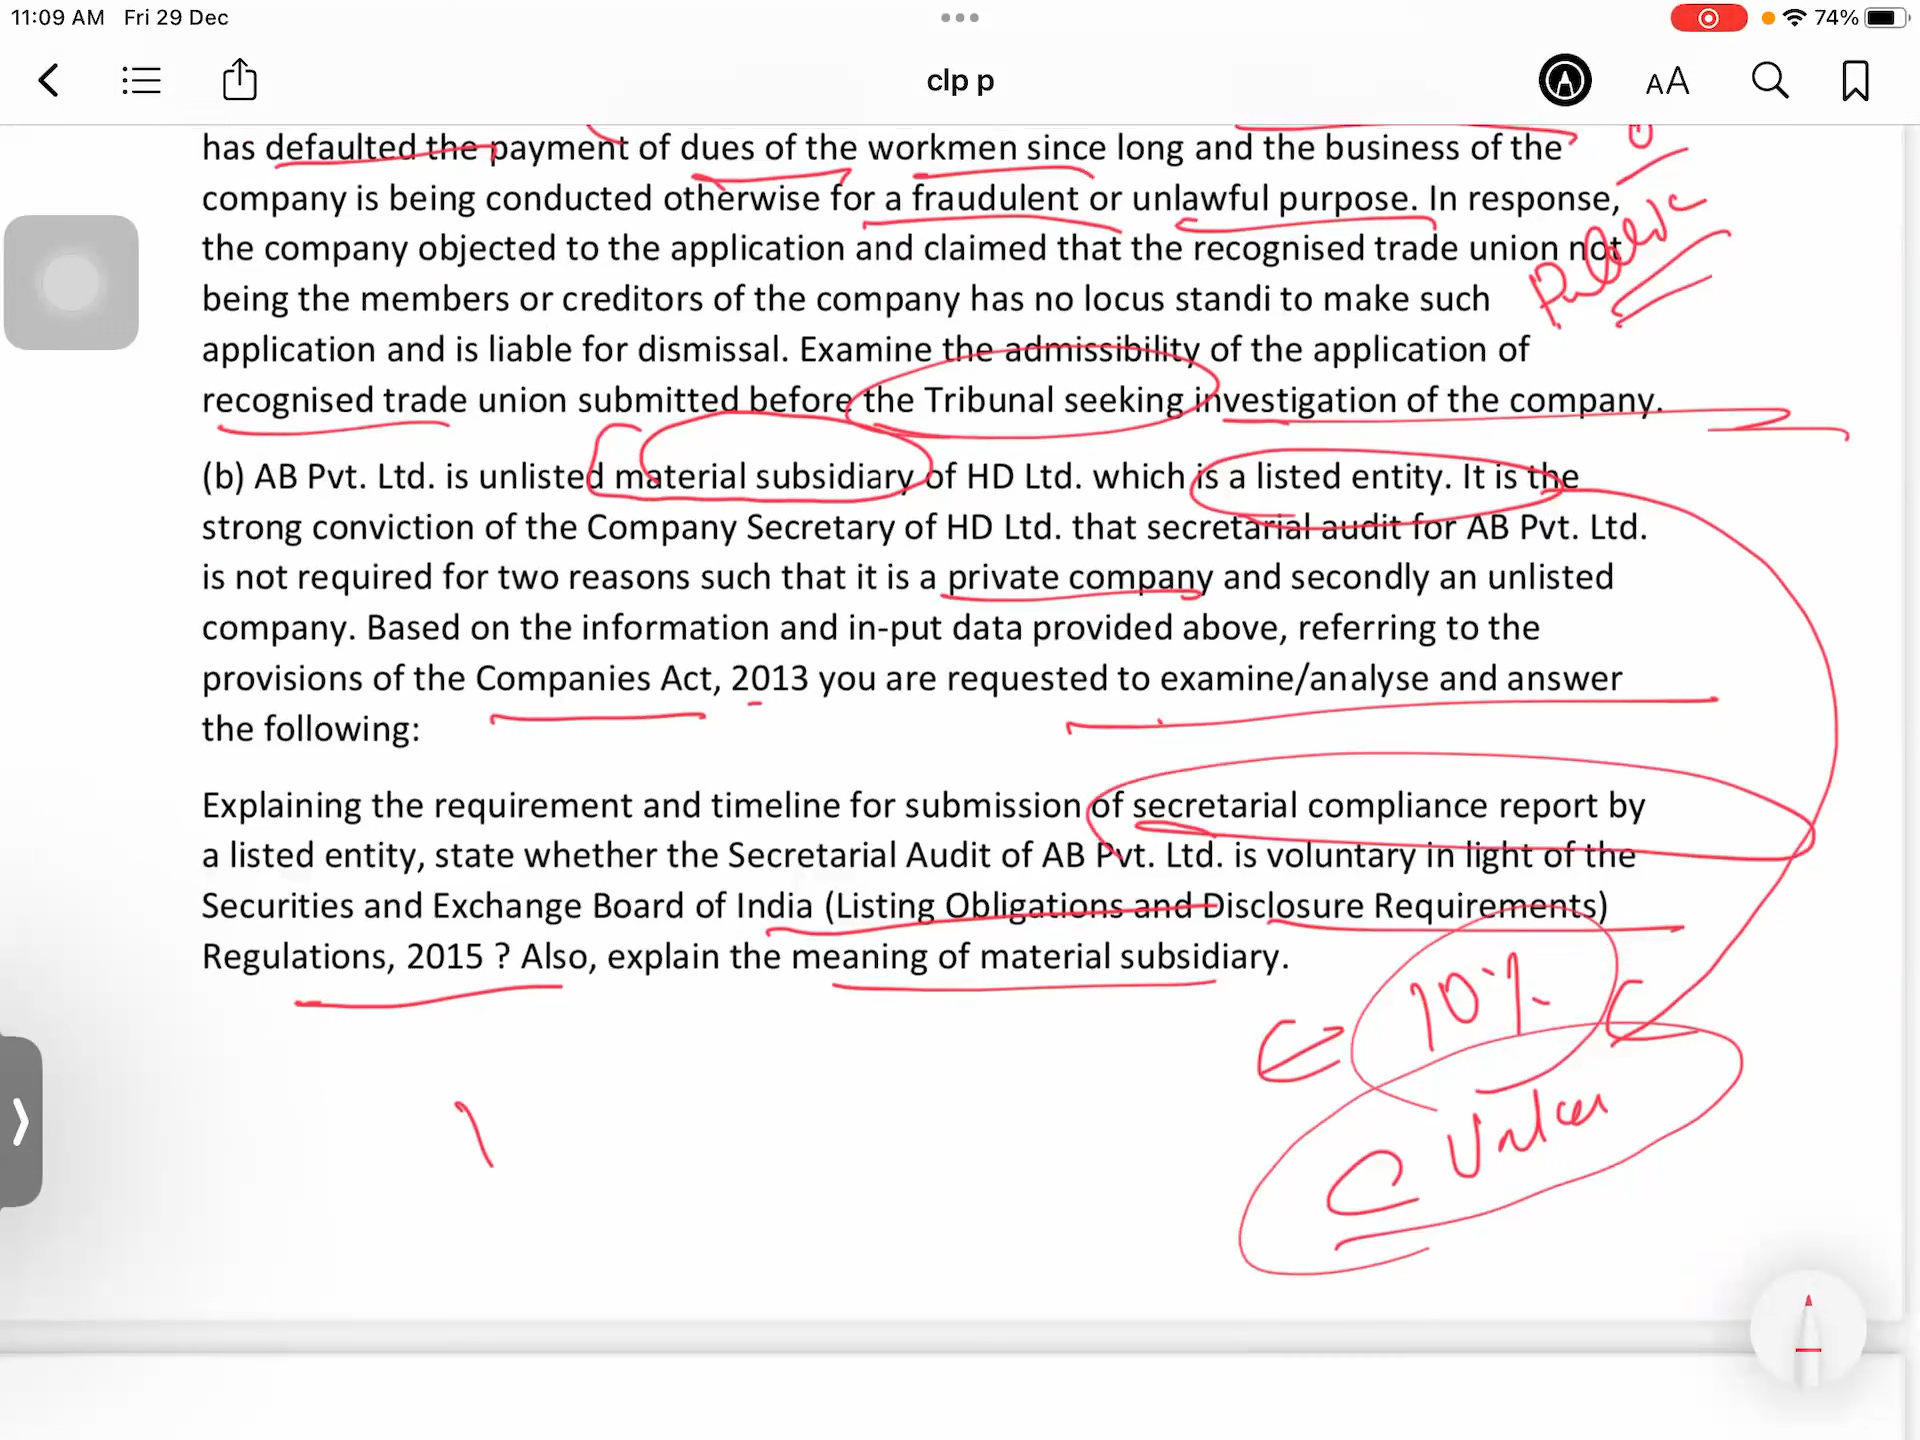 11:09 AM Fri 29 Dec
74%
clp p
AA
has defaulted the payment of dues of the workmen since long and the business of the
company is being conducted otherwise for a fraudulent or unlawful purpose. In response,
the company objected to the application and claimed that the recognised trade union not
being the members or creditors of the company has no locus standi to make such
application and is liable for dismissal. Examine the admissibility of the application of
recognised trade union submitted before the Tribunal seeking investigation of the company.
(b) AB Pvt. Ltd. is unlisted material subsidiary of HD Ltd. which is a listed entity. It is the
strong conviction of the Company Secretary of HD Ltd. that secretarial audit for AB Pvt. Ltd.
is not required for two reasons such that it is a private company and secondly an unlisted
company. Based on the information and in-put data provided above, referring to the
provisions of the Companies Act, 2013 you are requested to examine/analyse and answer
the following:
Explaining the requirement and timeline for submission of secretarial compliance report by
a listed entity, state whether the Secretarial Audit of AB Pvt. Ltd. is voluntary in light of the
Securities and Exchange Board of India (Listing Obligations and Disclosure Requirements)
Regulations, 2015 ? Also, explain the meaning of material subsidiary.
10%